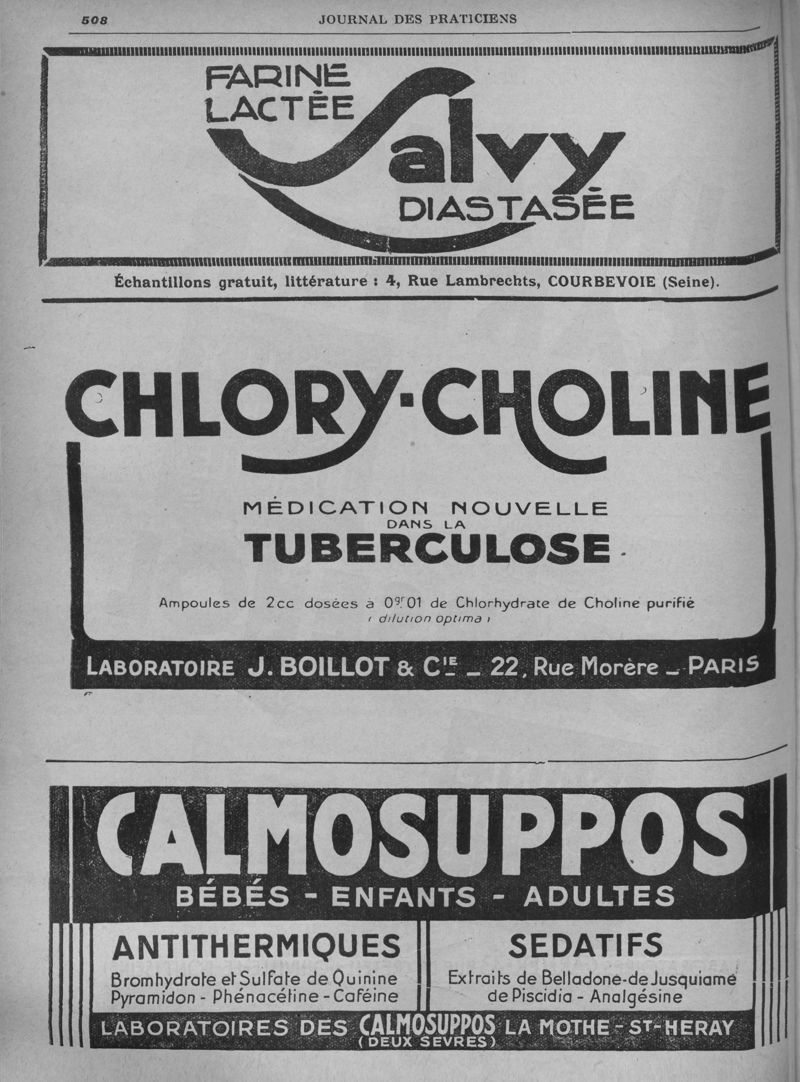 508
JOURNAL DES PRATICIENS
FARINE
LACTÉE
Salvy
DIASTASÉE
Échantillons gratuit, littérature : 4, Rue Lambrechts, COURBEVOIE (Seine).
CHLORY-CHOLINE
MÉDICATION NOUVELLE
DANS LA
TUBERCULOSE
Ampoules de 2cc dosées à 0gr.01 de Chlorhydrate de Choline purifié
( dilution optima )
LABORATOIRE J. BOILLOT & Cie _ 22, Rue Morère _ PARIS
CALMOSUPPOS
BÉBÉS - ENFANTS - ADULTES
ANTITHERMIQUES
Bromhydrate et Sulfate de Quinine
Pyramidon - Phénacétine - Caféine
SEDATIFS
Extraits de Belladone - de Jusquiame
de Piscidia - Analgésine
LABORATOIRES DES CALMOSUPPOS LA MOTHE - ST - HERAY
(DEUX SEVRES)